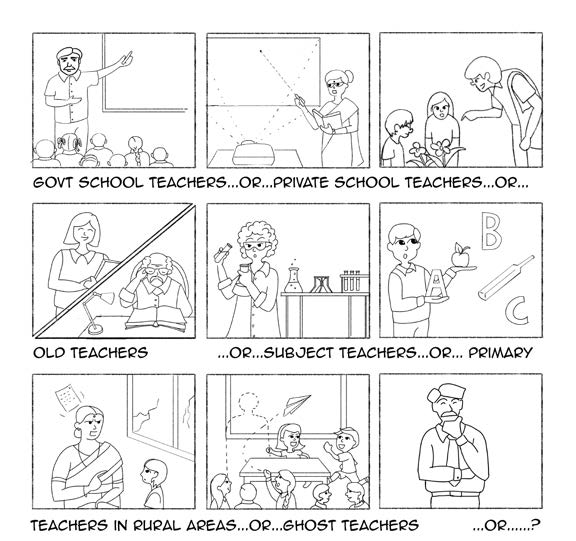 GOVT SCHOOL TEACHERS...OR...PRIVATE SCHOOL TEACHERS...OR...
A B
C
OLD TEACHERS ...OR...SUBJECT TEACHERS...OR... PRIMARY
TEACHERS IN RURAL AREAS...OR...GHOST TEACHERS ...OR......?